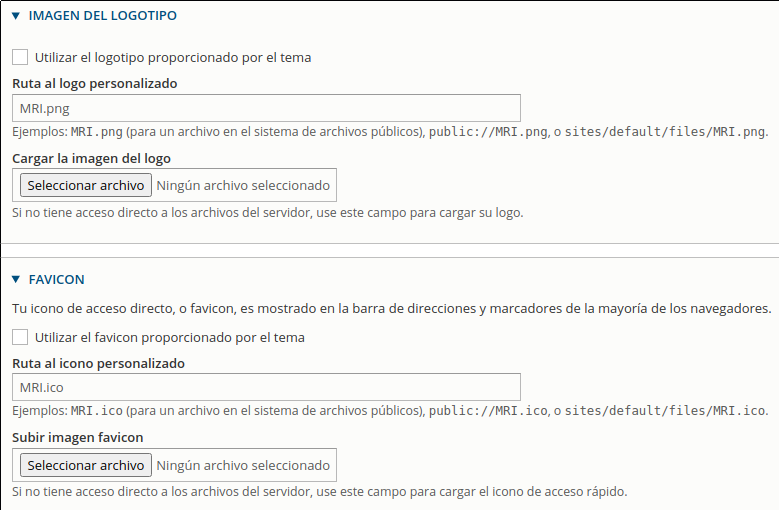 IMAGEN DEL LOGOTIPO
Utilizar el logotipo proporcionado por el tema
Ruta al logo personalizado
MRI.png
Ejemplos: MRI.png (para un archivo en el sistema de archivos públicos), public://MRI.png, o sites/default/files/MRI.png.
Cargar la imagen del logo
Seleccionar archivo Ningún archivo seleccionado
Si no tiene acceso directo a los archivos del servidor, use este campo para cargar su logo.
FAVICON
Tu icono de acceso directo, o favicon, es mostrado en la barra de direcciones y marcadores de la mayoría de los navegadores.
Utilizar el favicon proporcionado por el tema
Ruta al icono personalizado
MRI.ico
Ejemplos: MRI.ico (para un archivo en el sistema de archivos públicos), public://MRI.ico, o sites/default/files/MRI.ico.
Subir imagen favicon
Seleccionar archivo Ningún archivo seleccionado
Si no tiene acceso directo a los archivos del servidor, use este campo para cargar el icono de acceso rápido.